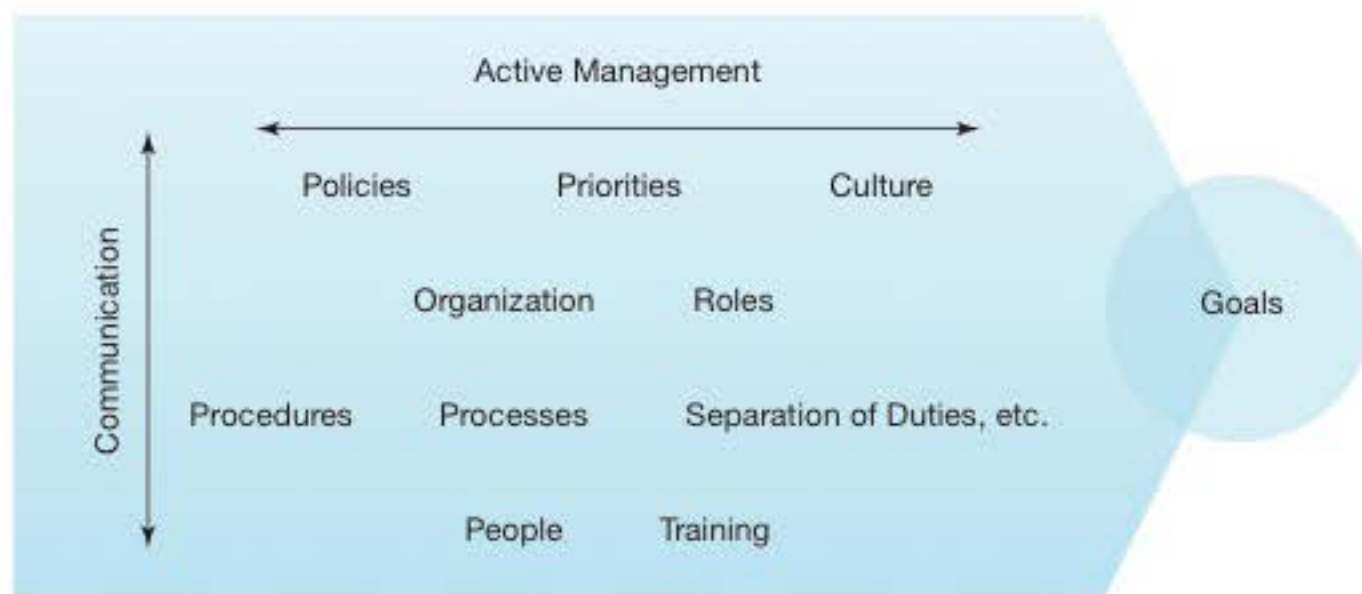 Active Management
Policies Priorities Culture
Communication
Organization Roles
Goals
Procedures Processes Separation of Duties, etc.
People Training